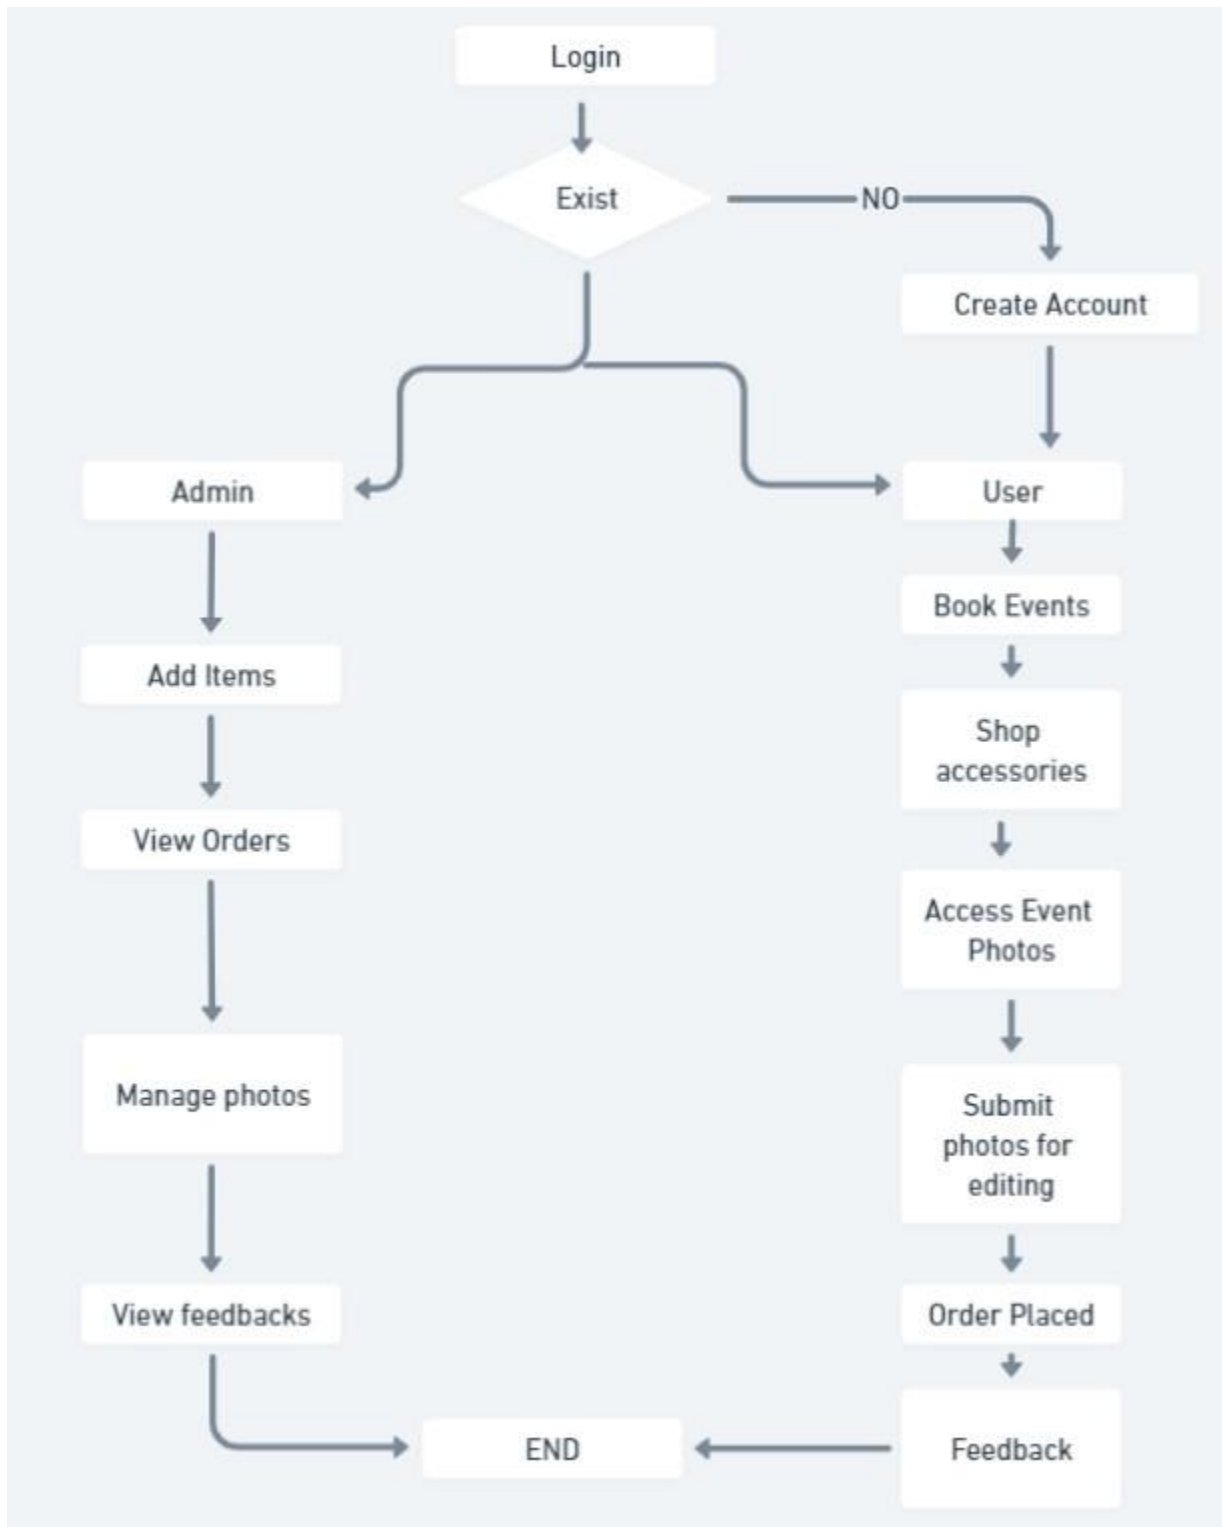 Login
Exist
NO
Create Account
Admin
User
Book Events
Add Items
Shop
accessories
View Orders
Access Event
Photos
Manage photos
Submit
photos for
editing
View feedbacks
Order Placed
END
Feedback